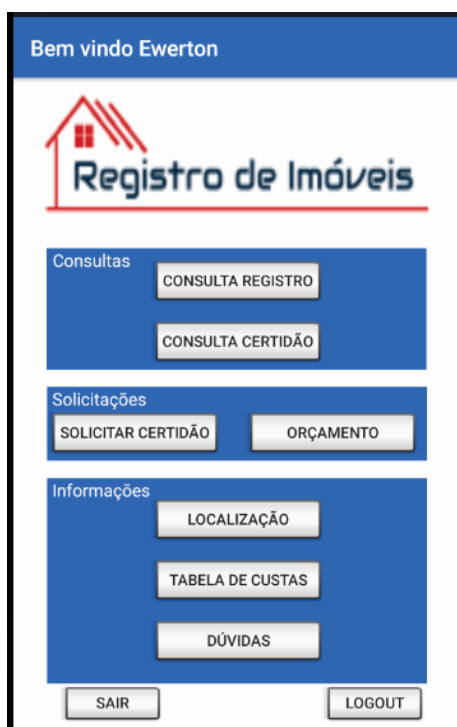 Bem vindo Ewerton
Registro de Imóveis
Consultas
CONSULTA REGISTRO
CONSULTA CERTIDÃO
Solicitações
SOLICITAR CERTIDÃO ORÇAMENTO
Informações
LOCALIZAÇÃO
TABELA DE CUSTAS
DÚVIDAS
SAIR LOGOUT